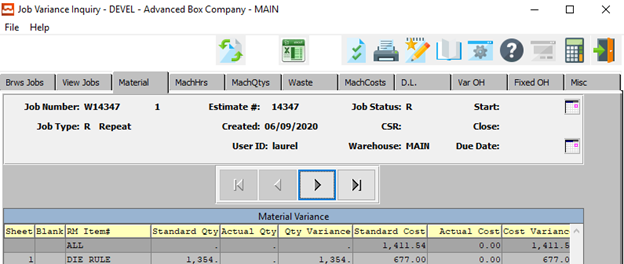 Job Variance Inquiry - DEVEL - Advanced Box Company - MAIN
File Help
Brws Jobs View Jobs Material MachHrs MachQtys Waste MachCosts D.L. Var OH Fixed OH Misc
Job Number: W14347 1 Estimate #: 14347 Job Status: R Start:
Job Type: R Repeat Created: 06/09/2020 CSR: Close:
User ID: laurel Warehouse: MAIN Due Date:
Material Variance
Sheet Blank RM Item# Standard Qty Actual Qty Qty Variance Standard Cost Actual Cost Cost Variance
ALL . . . 1,411.54 0.00 1,411.5
1 DIE RULE 1,354. . 1,354. 677.00 0.00 677.0